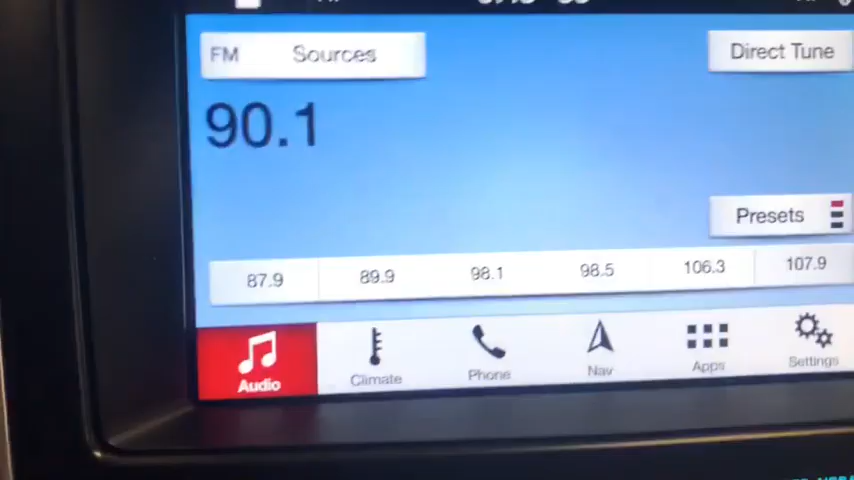 FM Sources Direct Tune
90.1
Presets
87.9 89.9 98.1 98.5 106.3 107.9
Audio Climate Phone Nav Apps Settings